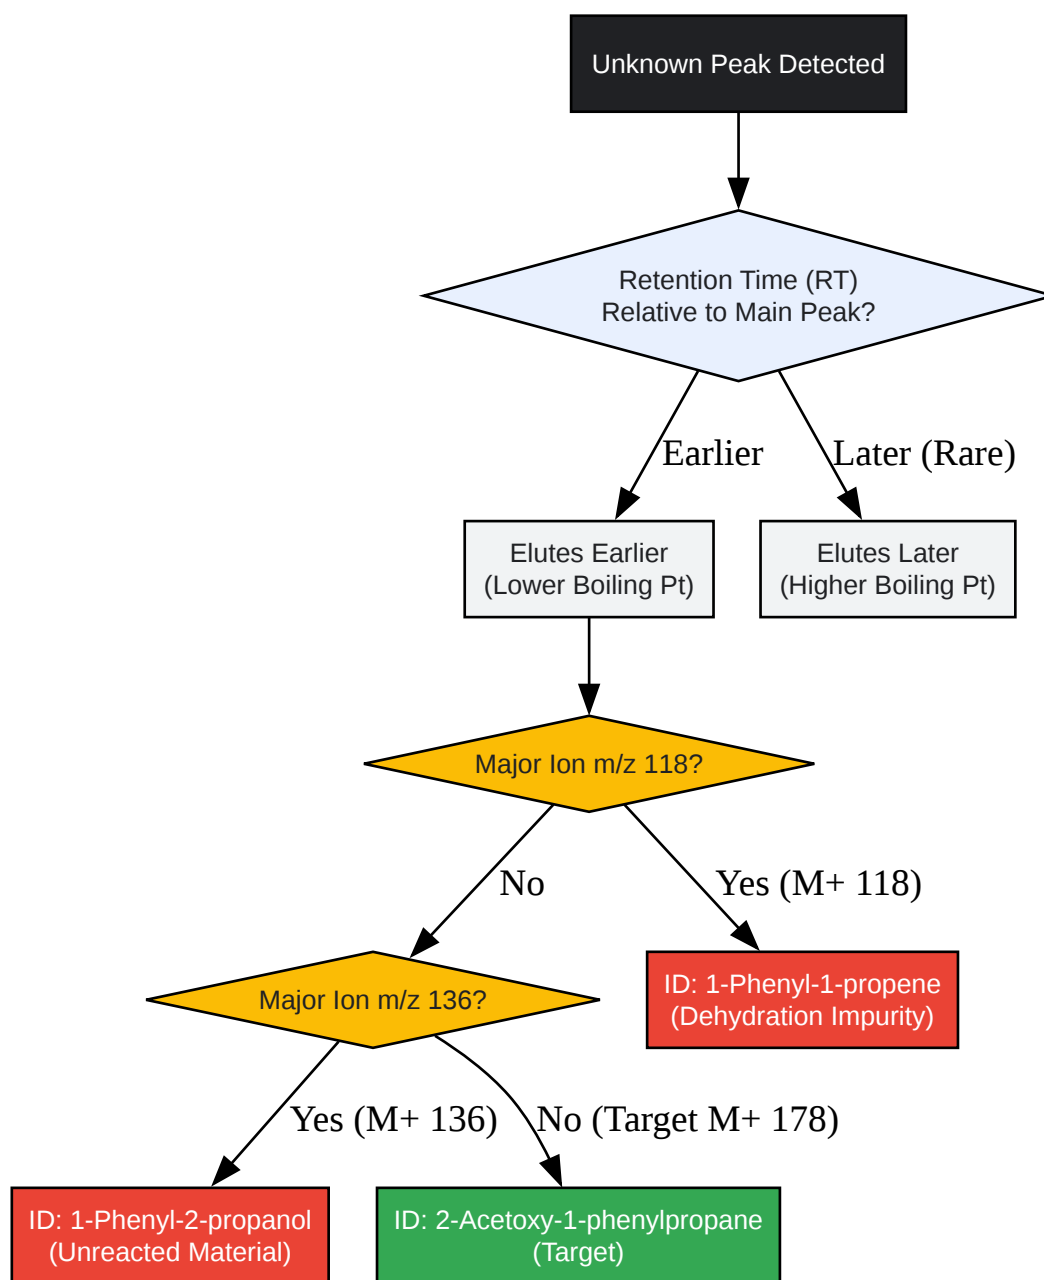 Unknown Peak Detected
Retention Time (RT)
Relative to Main Peak?
Earlier
Later (Rare)
Elutes Earlier
(Lower Boiling Pt)
Elutes Later
(Higher Boiling Pt)
Major Ion m/z 118?
No
Yes (M+ 118)
Major Ion m/z 136?
ID: 1-Phenyl-1-propene
(Dehydration Impurity)
Yes (M+ 136)
No (Target M+ 178)
ID: 1-Phenyl-2-propanol
(Unreacted Material)
ID: 2-Acetoxy-1-phenylpropane
(Target)